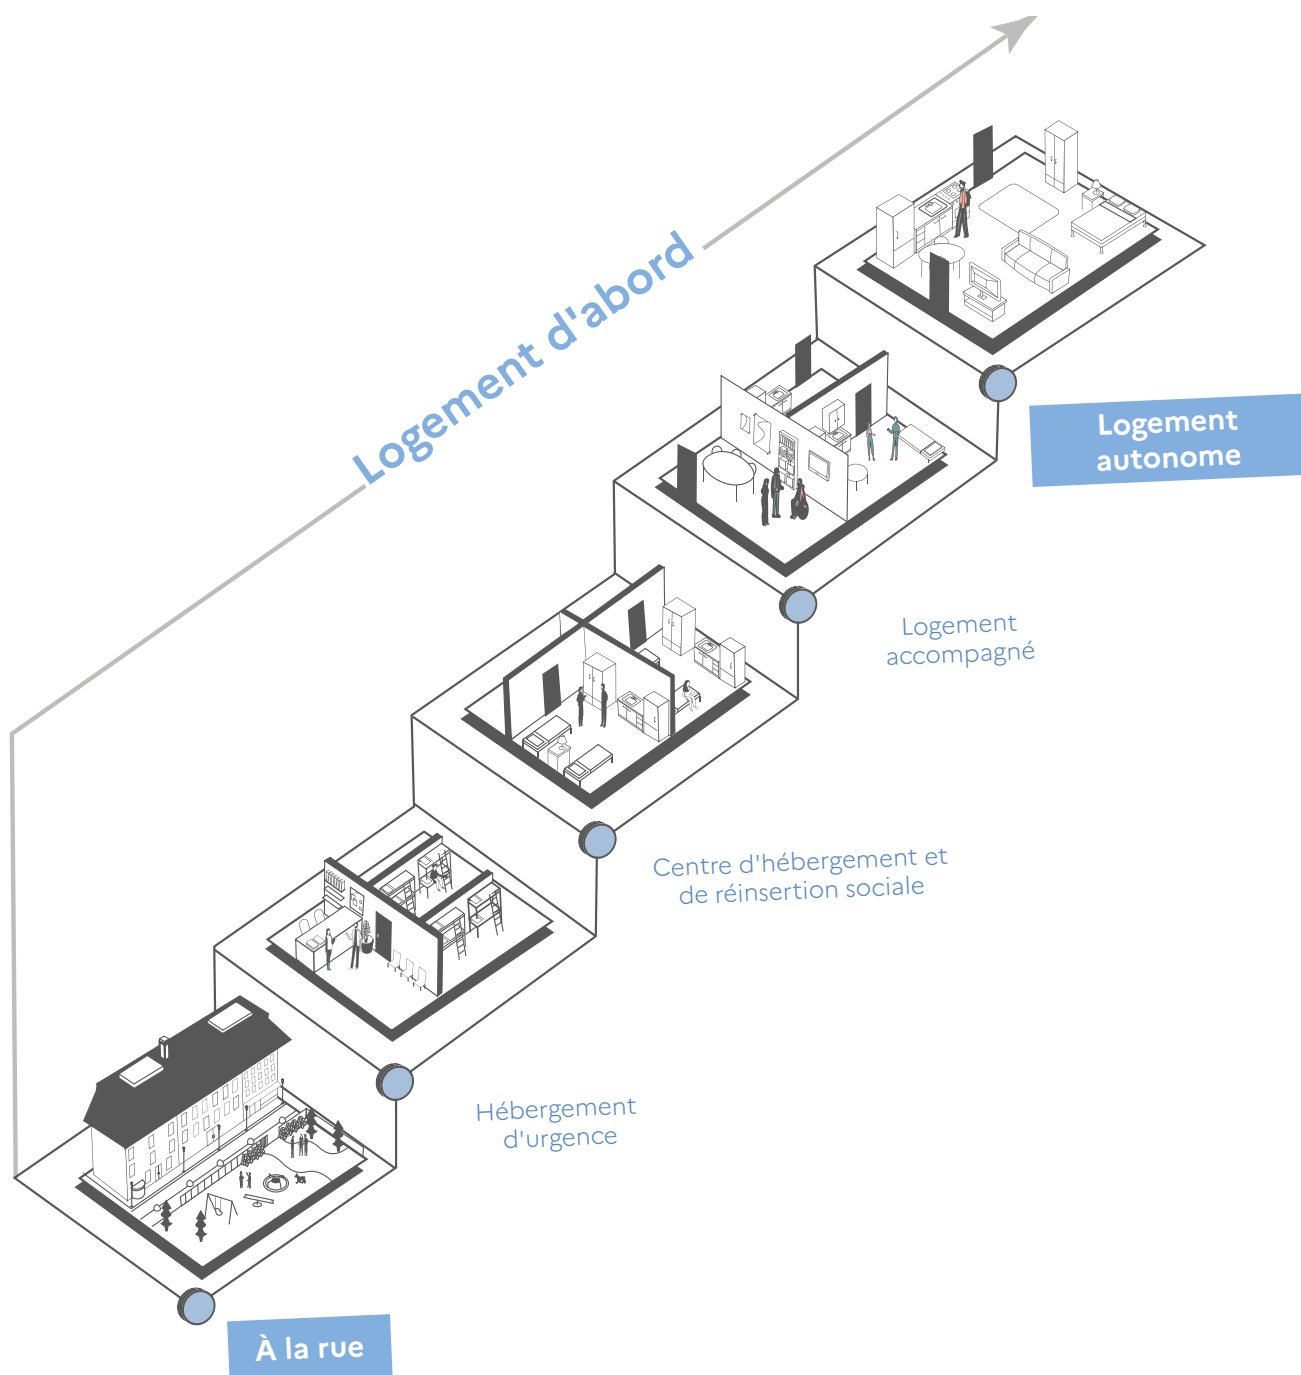 Logement d'abord
Logement
autonome
Logement
accompagné
Centre d'hébergement et
de réinsertion sociale
Hébergement
d'urgence
À la rue